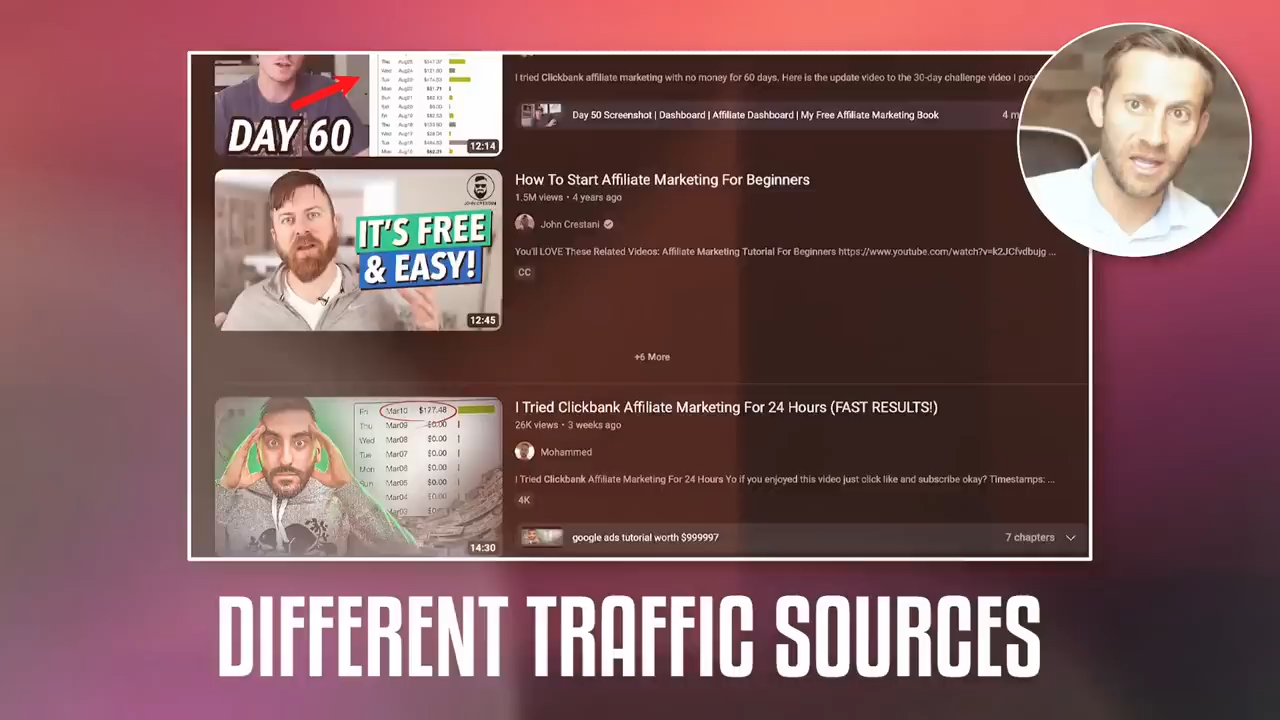 I tried Clickbank affiliate marketing with no money for 60 days. Here is the update video to the 30-day challenge video I
DAY 60
12:14
Day 50 Screenshot | Dashboard | Affiliate Dashboard | My Free Affiliate Marketing Book
4
How To Start Affiliate Marketing For Beginners
1.5M views • 4 years ago
John Crestani
You'll LOVE These Related Videos: Affiliate Marketing Tutorial For Beginners https://www.youtube.com/watch?v=k2JCfvdbujg ...
CC
IT'S FREE
& EASY!
12:45
+6 More
I Tried Clickbank Affiliate Marketing For 24 Hours (FAST RESULTS!)
26K views • 3 weeks ago
Mohammed
I Tried Clickbank Affiliate Marketing For 24 Hours Yo if you enjoyed this video just click like and subscribe okay? Timestamps: ...
4K
google ads tutorial worth $999997
7 chapters
Fri Mar10 $177.48
Thu Mar09 $0.00
Wed Mar08 $0.00
Tue Mar07 $0.00
Mon Mar06 $0.00
Sun Mar05 $0.00
Mar04 $0.00
14:30
DIFFERENT TRAFFIC SOURCES